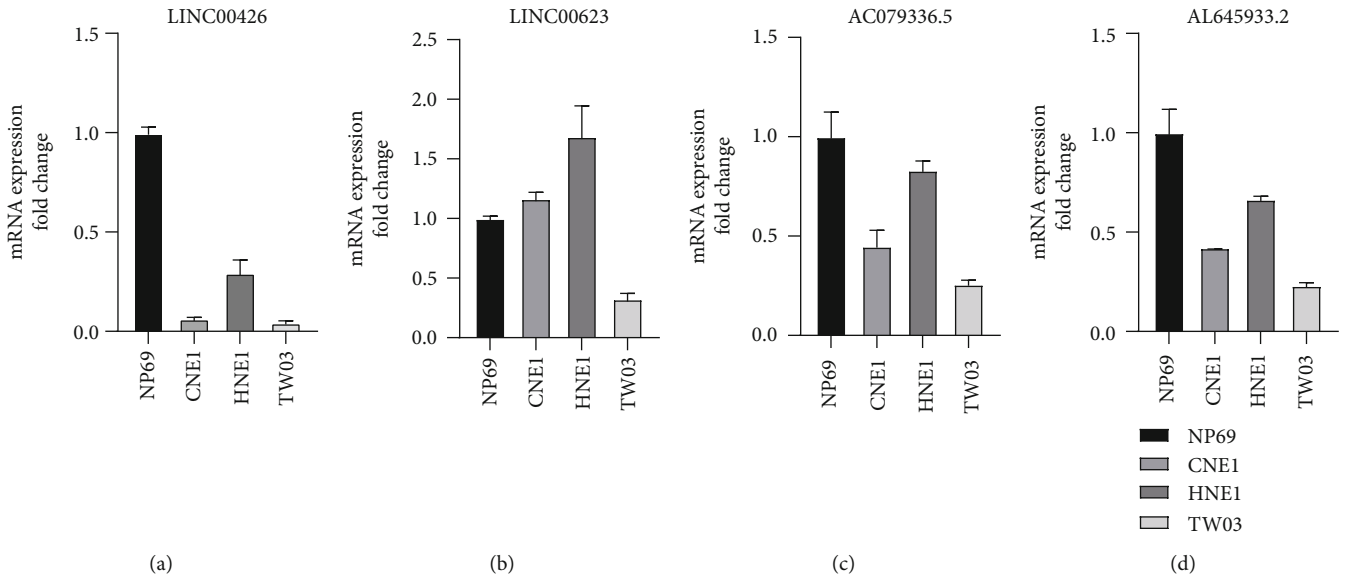 LINC00426
mRNA expression
fold change
1.5
1.0
0.5
0.0
NP69
CNE1
HNE1
TW03
(a)
LINC00623
mRNA expression
fold change
2.5
2.0
1.5
1.0
0.5
0.0
NP69
CNE1
HNE1
TW03
(b)
AC079336.5
mRNA expression
fold change
1.5
1.0
0.5
0.0
NP69
CNE1
HNE1
TW03
(c)
AL645933.2
mRNA expression
fold change
1.5
1.0
0.5
0.0
NP69
CNE1
HNE1
TW03
NP69
CNE1
HNE1
TW03
(d)